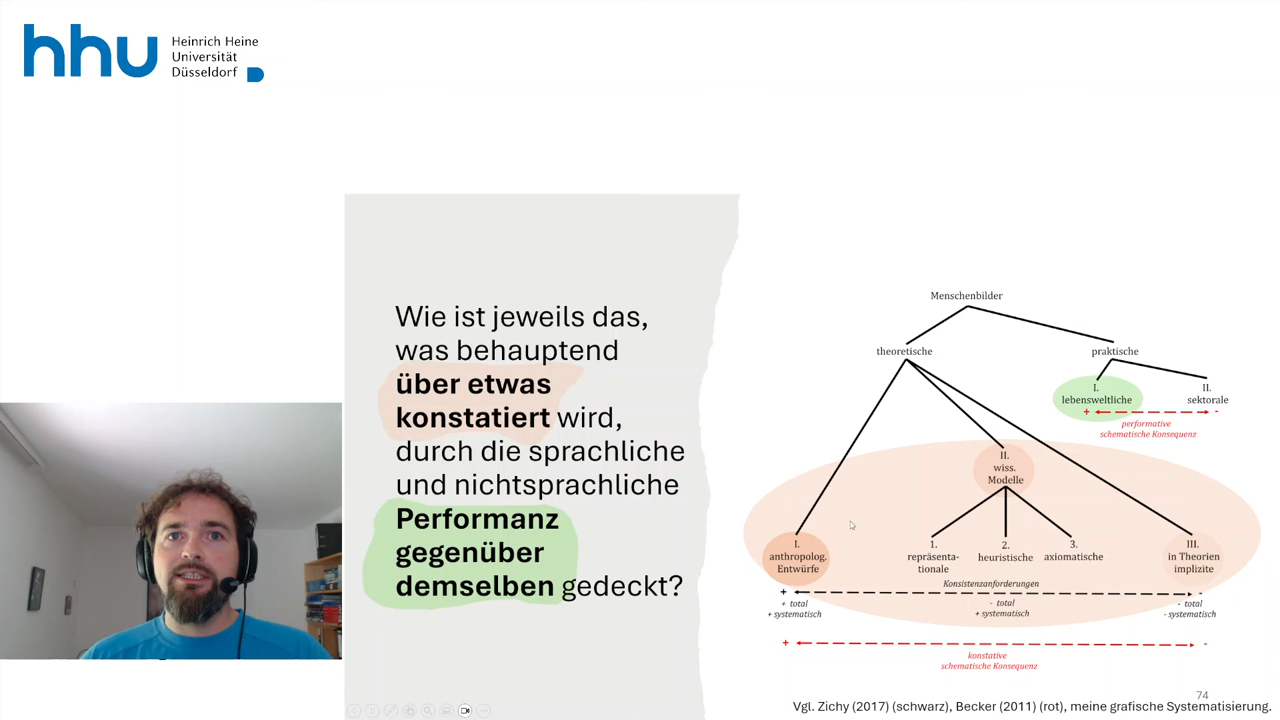 hhu
Heinrich Heine
Universität
Düsseldorf
Wie ist jeweils das,
was behauptend
über etwas
konstatiert wird,
durch die sprachliche
und nichtsprachliche
Performanz
gegenüber
demselben gedeckt?
Menschenbilder
theoretische
praktische
I.
lebensweltliche
II.
sektorale
+ -
performative
schematische Konsequenz
II.
wiss.
Modelle
I.
anthropolog.
Entwürfe
1.
repräsenta-
tionale
2.
heuristische
3.
axiomatische
III.
in Theorien
implizite
Konsistenzanforderungen
+ -
+ total
+ systematisch
- total
+ systematisch
- total
- systematisch
+ -
konstative
schematische Konsequenz
74
Vgl. Zichy (2017) (schwarz), Becker (2011) (rot), meine grafische Systematisierung.